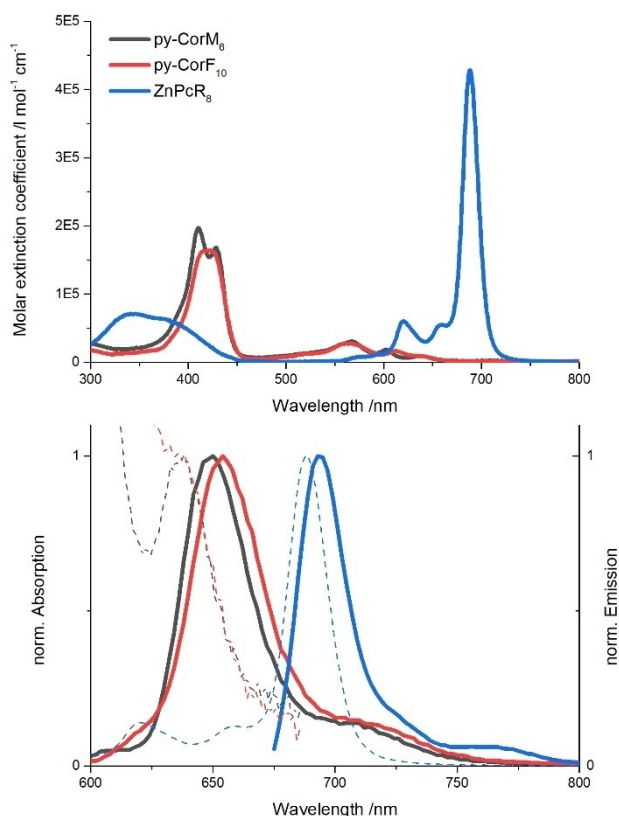 5E5
4E5
3E5
2E5
1E5
0
Molar extinction coefficient /l mol⁻¹ cm⁻¹
py-CorM₆
py-CorF₁₀
ZnPcR₈
300 400 500 600 700 800
Wavelength /nm
1
0
norm. Absorption
1
0
norm. Emission
600 650 700 750 800
Wavelength /nm